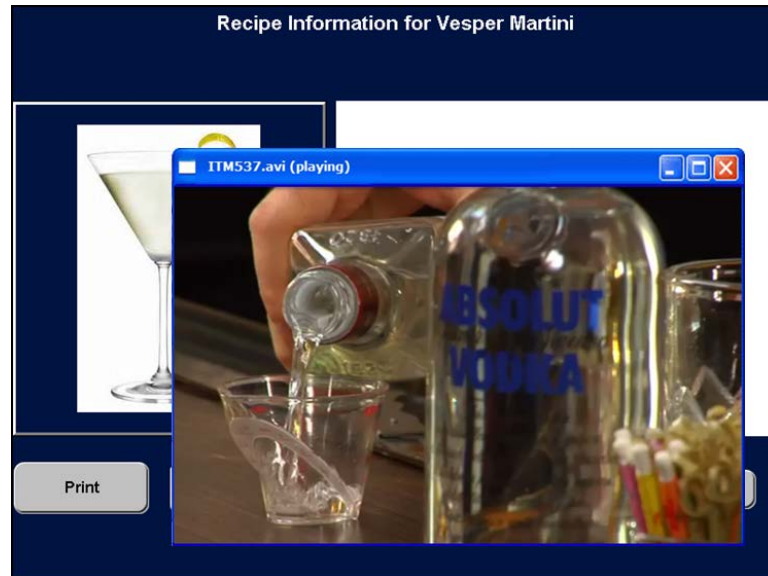 Recipe Information for Vesper Martini
ITM537.avi (playing)
ABSOLUT
VODKA
Print